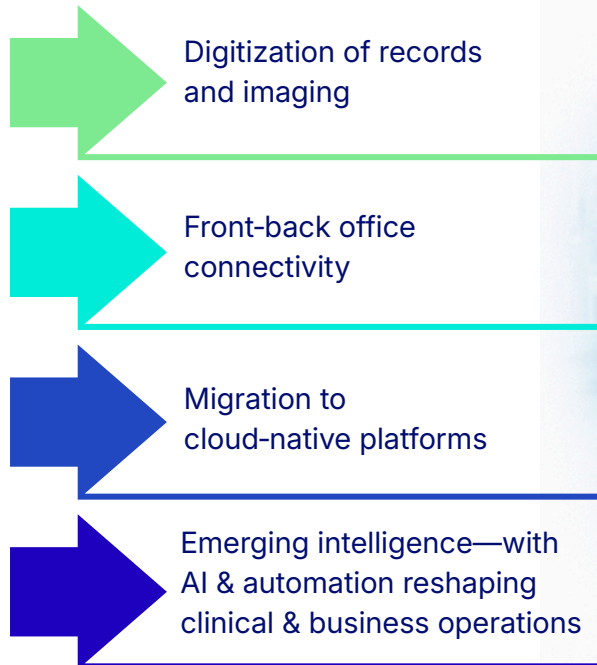 Digitization of records
and imaging
Front-back office
connectivity
Migration to
cloud-native platforms
Emerging intelligence—with
AI & automation reshaping
clinical & business operations